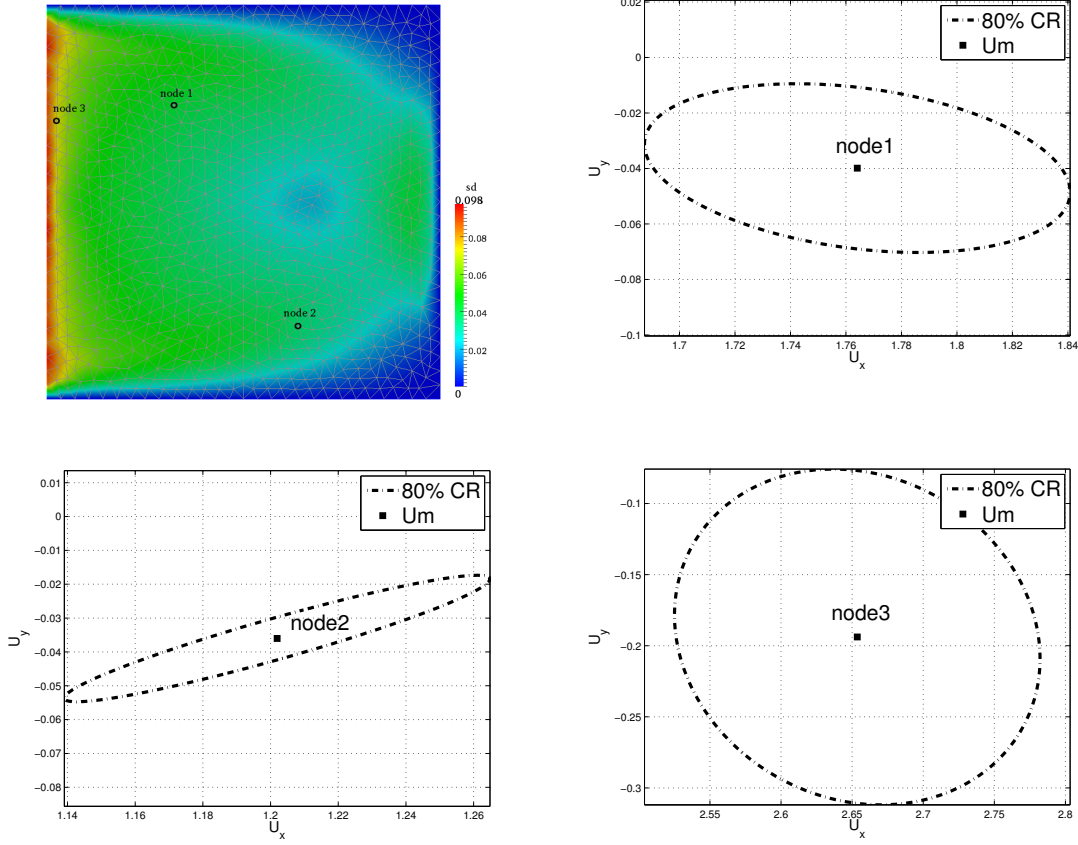 node 1
node 3
node 2
sd
0.098
0.08
0.06
0.04
0.02
0
0.02
0
−0.02
−0.04
−0.06
−0.08
−0.1
U_y
80% CR
Um
node1
1.7
1.72
1.74
1.76
1.78
1.8
1.82
1.84
U_x
0.01
0
−0.01
−0.02
−0.03
−0.04
−0.05
−0.06
−0.07
−0.08
U_y
80% CR
Um
node2
1.14
1.16
1.18
1.2
1.22
1.24
1.26
U_x
−0.1
−0.15
−0.2
−0.25
−0.3
U_y
80% CR
Um
node3
2.55
2.6
2.65
2.7
2.75
2.8
U_x